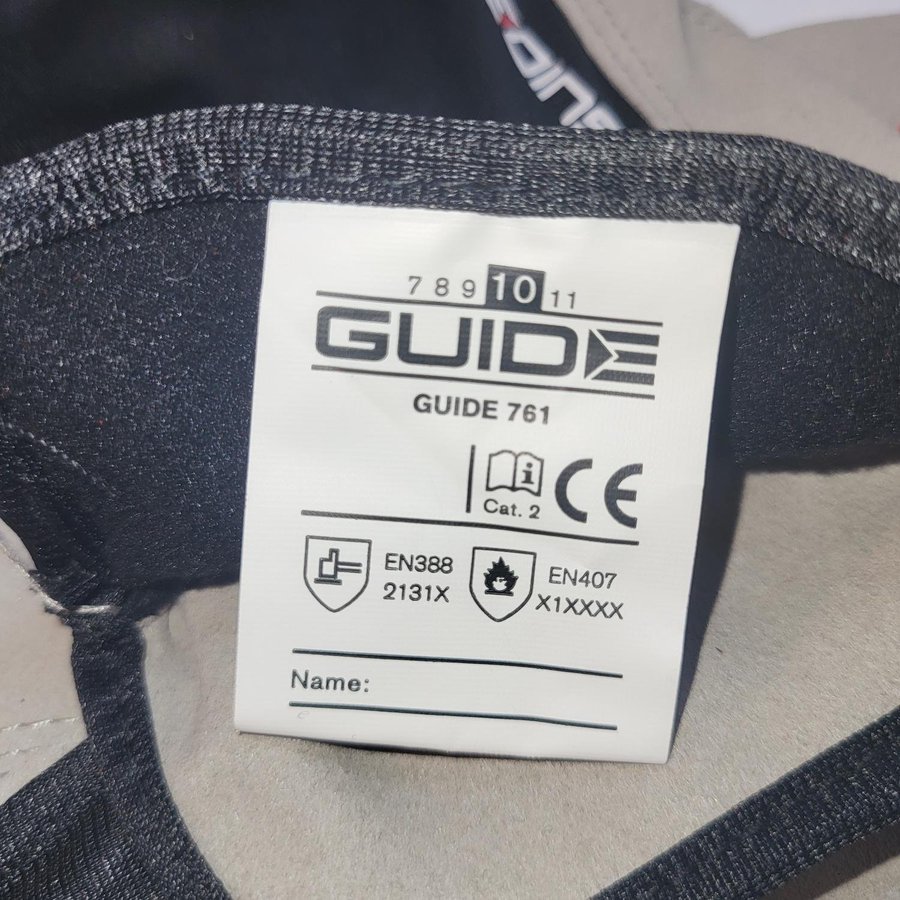 7 8 9 10 11
GUIDE
GUIDE 761
Cat. 2
CE
EN388
2131X
EN407
X1XXXX
Name: